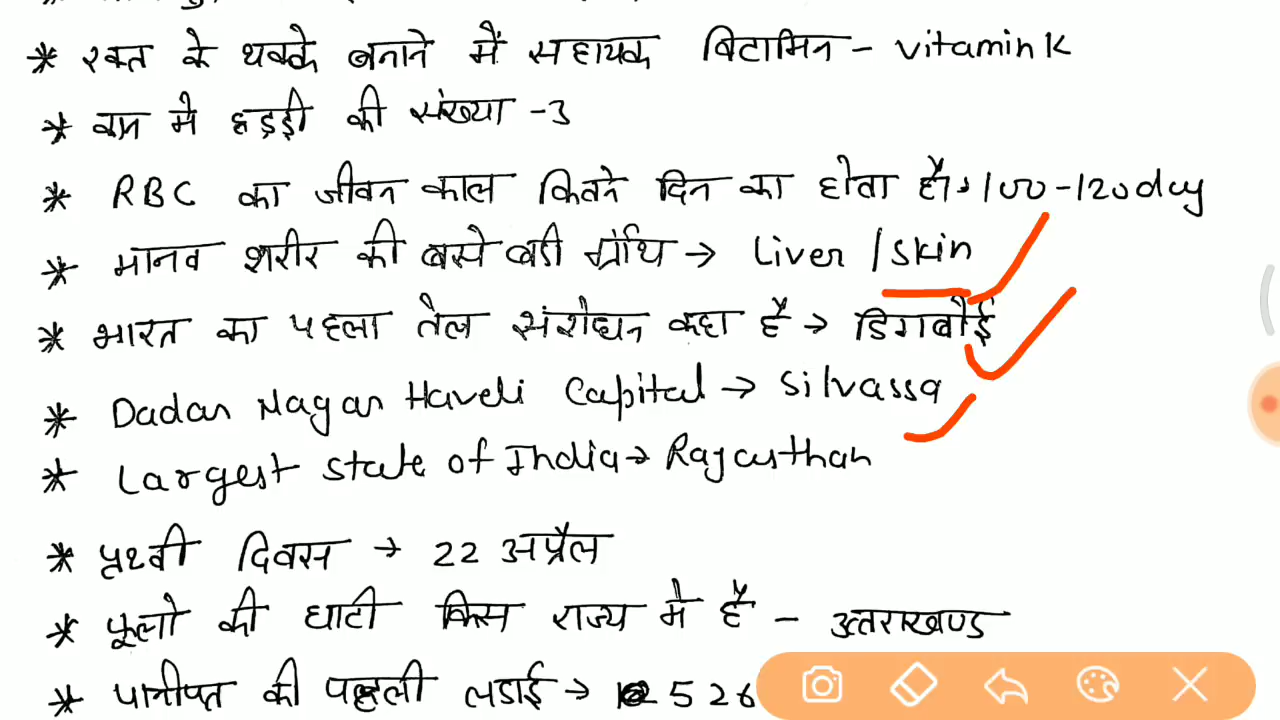 * रक्त के थक्के बनाने में सहायक बिटामिन - vitamin K
* में हड्डी की संख्या - 3
* RBC का जीवन काल कितने दिन का होता है → 100 - 120 day
* मानव शरीर की बसे बडी ग्रंथि → Liver / Skin
* भारत का पहला तेल संशोधन कहा है → डिगबोई
* Dadar Nagar Haveli Capital → Silvassa
* Largest state of India → Rajasthan
* पृथ्वी दिवस → 22 अप्रैल
* फूलो की घाटी किस राज्य मे है - उत्तराखण्ड
* पानीपत की पहली लडाई → 1526